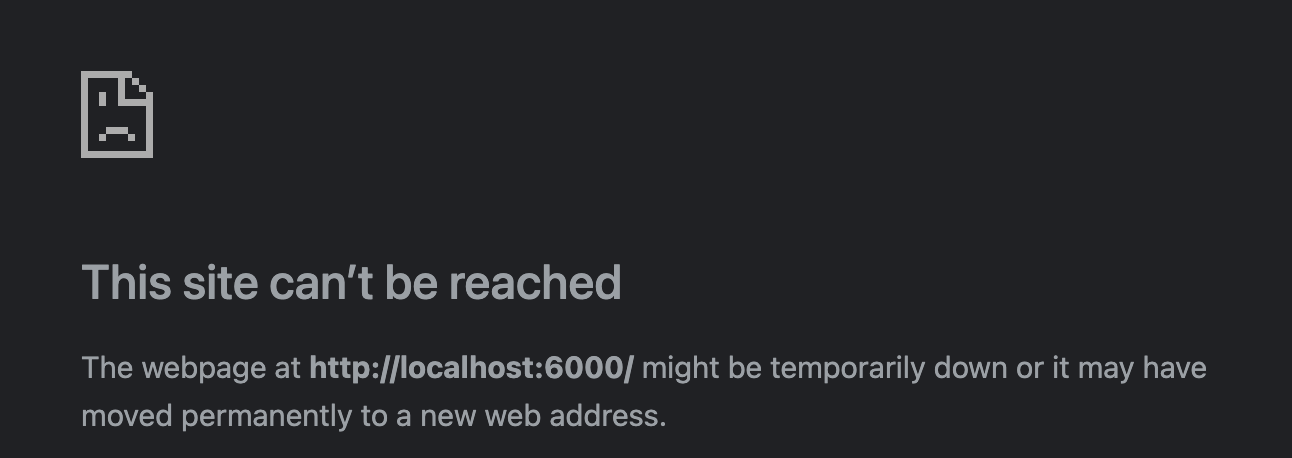 This site can’t be reached
The webpage at http://localhost:6000/ might be temporarily down or it may have
moved permanently to a new web address.